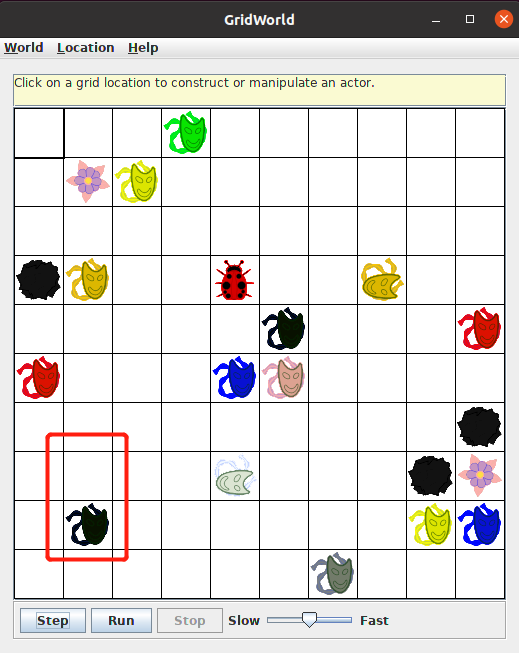 GridWorld
World Location Help
Click on a grid location to construct or manipulate an actor.
Step Run Stop Slow Fast